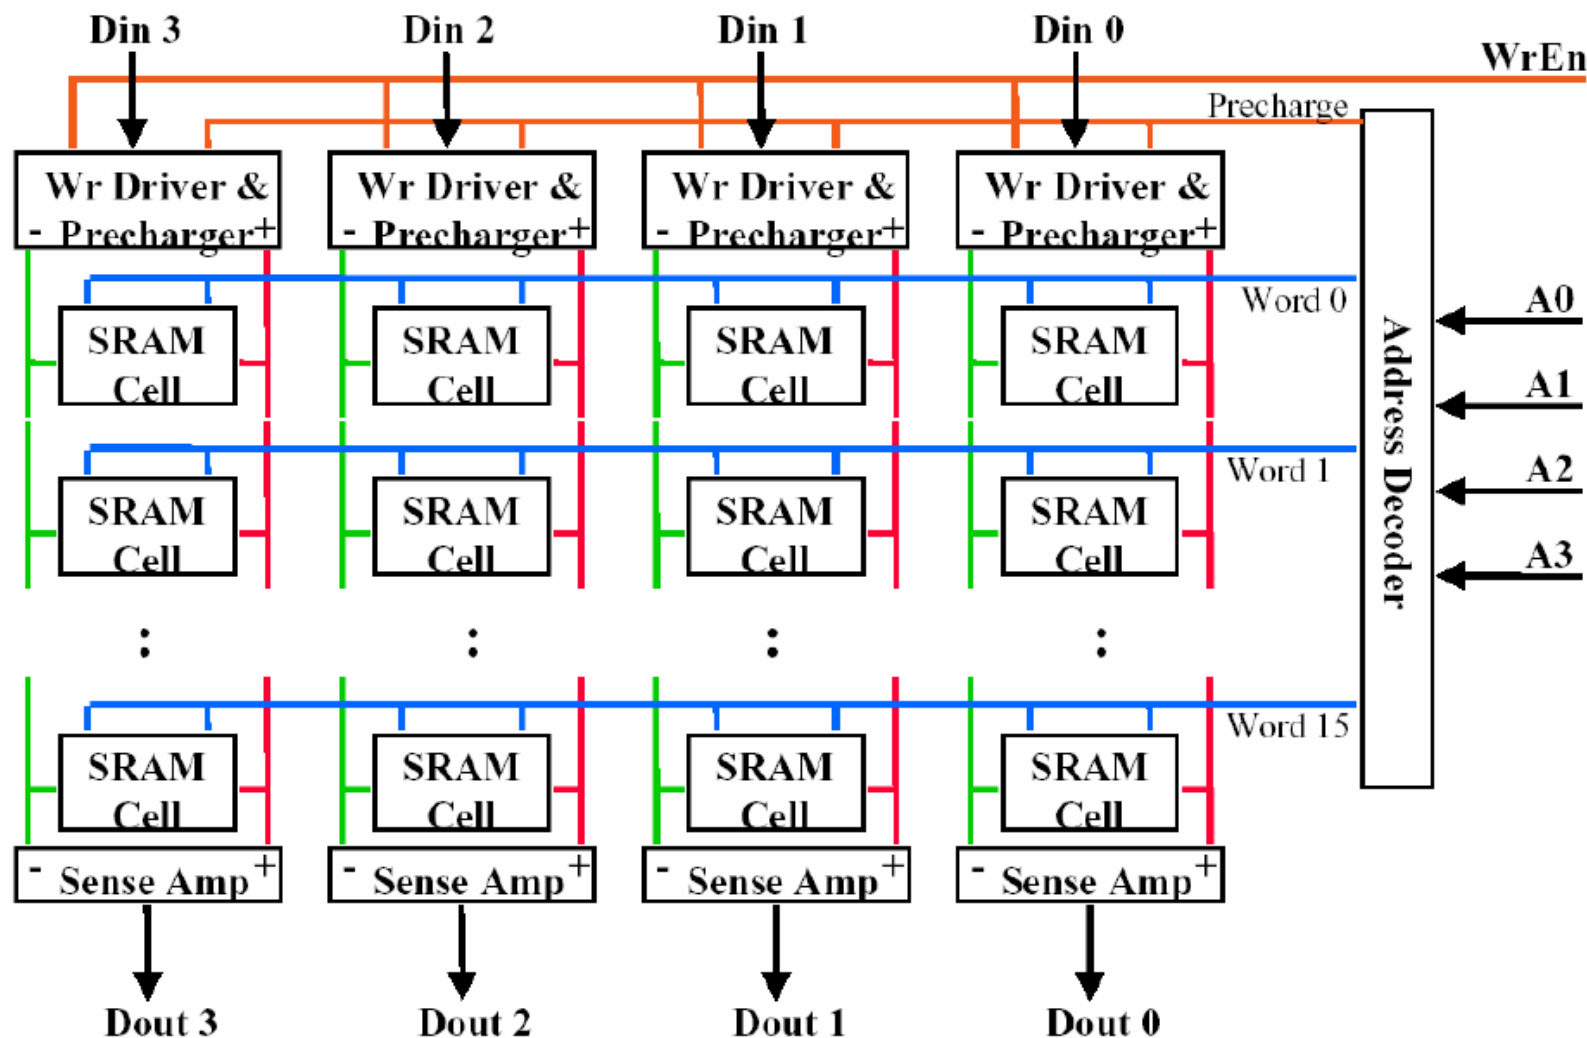 Din 3 Din 2 Din 1 Din 0
WrEn
Precharge
Wr Driver & Wr Driver & Wr Driver & Wr Driver &
- Precharger + - Precharger + - Precharger + - Precharger +
Word 0
SRAM SRAM SRAM SRAM
Cell Cell Cell Cell
Word 1
SRAM SRAM SRAM SRAM
Cell Cell Cell Cell
: : : :
Word 15
SRAM SRAM SRAM SRAM
Cell Cell Cell Cell
- Sense Amp + - Sense Amp + - Sense Amp + - Sense Amp +
Dout 3 Dout 2 Dout 1 Dout 0
Address Decoder
A0
A1
A2
A3